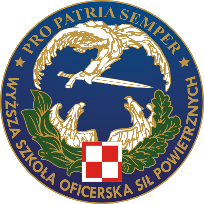 PRO PATRIA SEMPER
WYŻSZA SZKOŁA OFICERSKA SIŁ POWIETRZNYCH